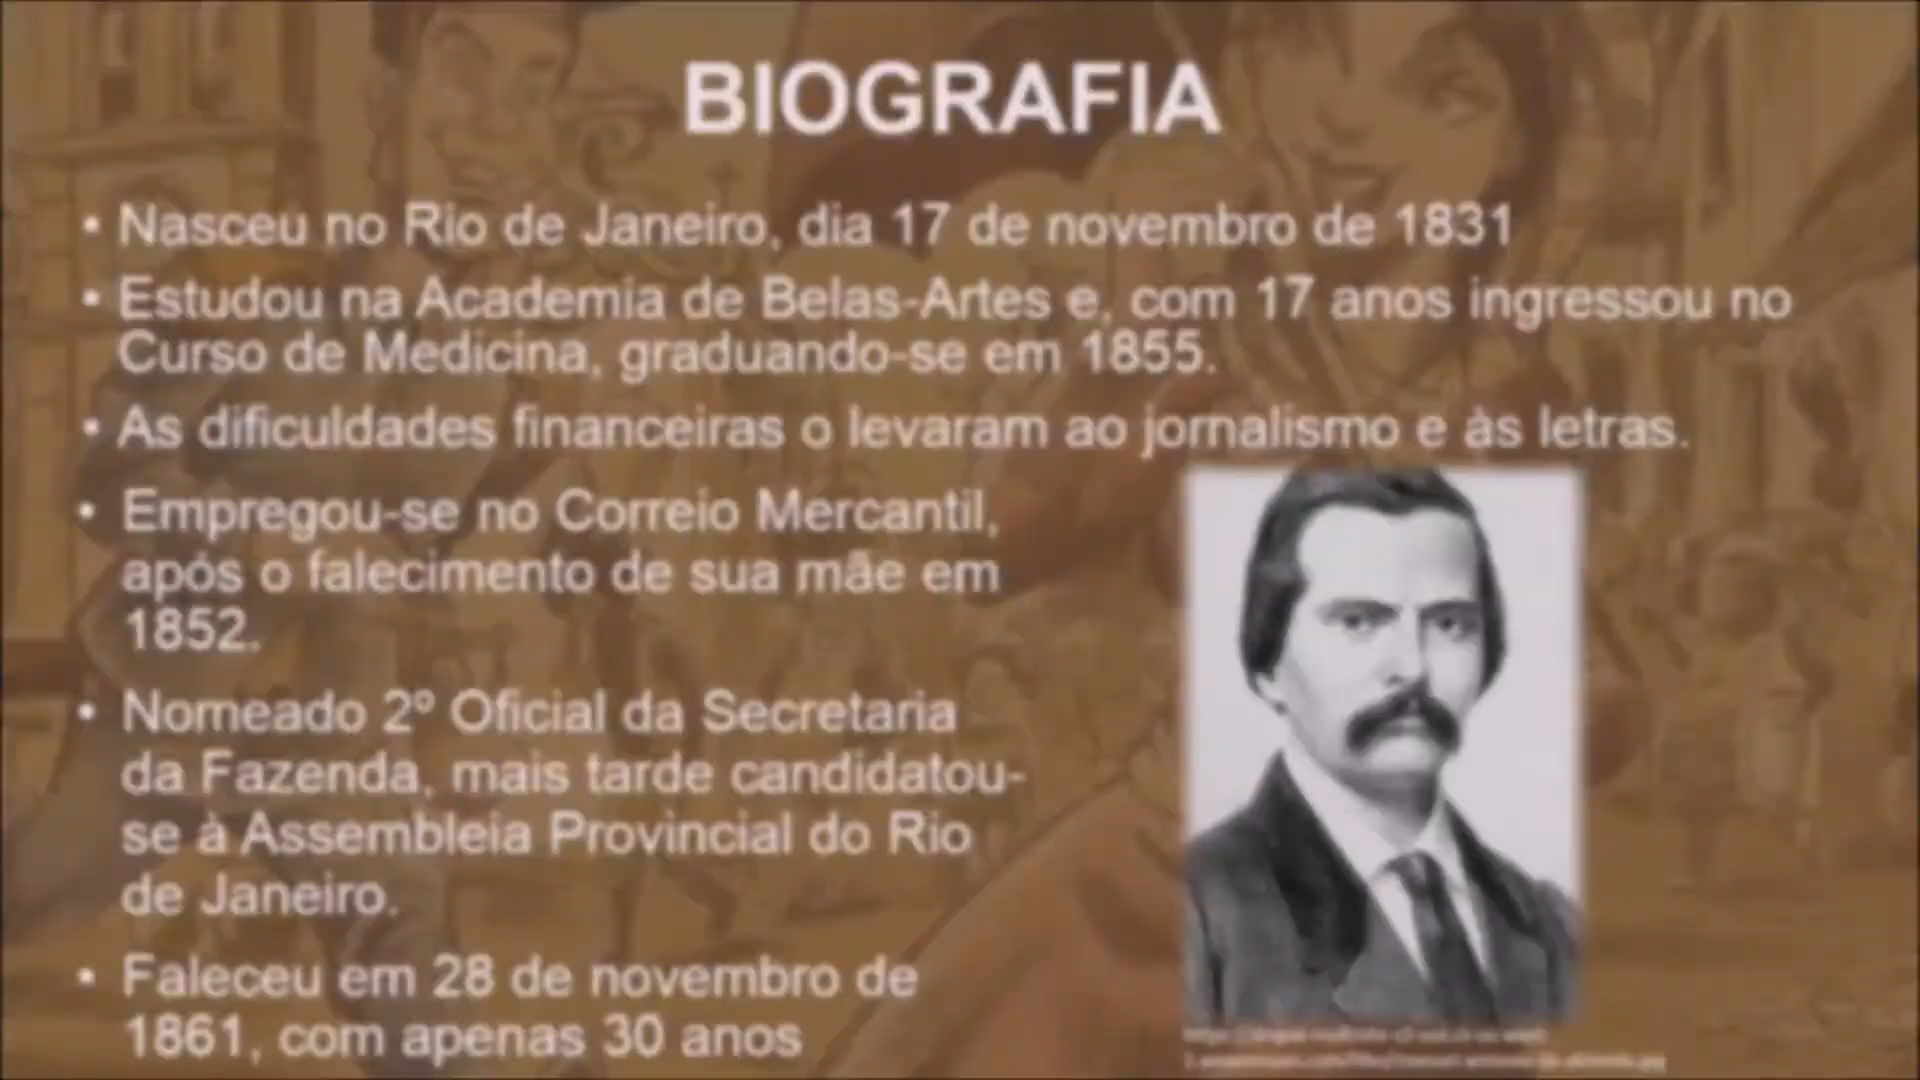 BIOGRAFIA
• Nasceu no Rio de Janeiro, dia 17 de novembro de 1831
• Estudou na Academia de Belas-Artes e, com 17 anos ingressou no
Curso de Medicina, graduando-se em 1855.
• As dificuldades financeiras o levaram ao jornalismo e às letras.
• Empregou-se no Correio Mercantil,
após o falecimento de sua mãe em
1852.
• Nomeado 2º Oficial da Secretaria
da Fazenda, mais tarde candidatou-
se à Assembleia Provincial do Rio
de Janeiro.
• Faleceu em 28 de novembro de
1861, com apenas 30 anos